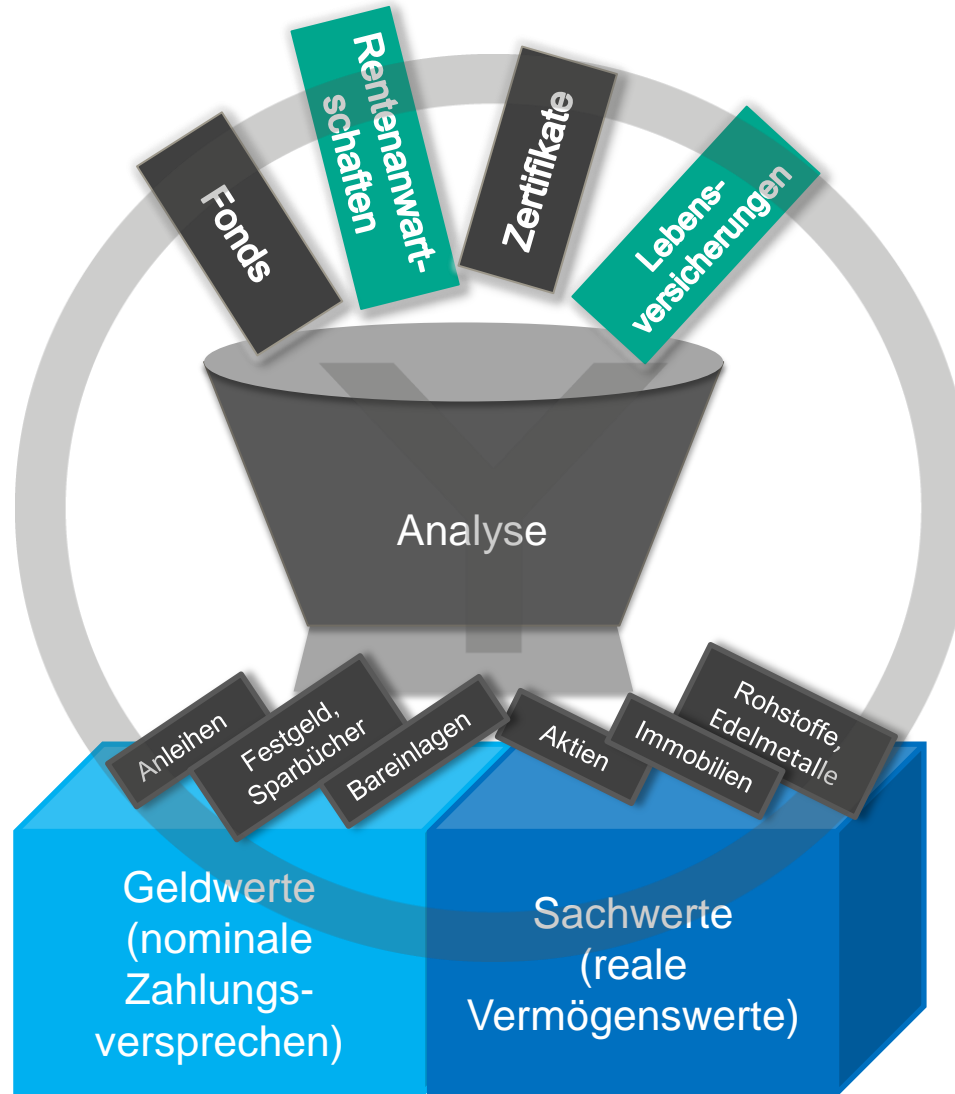 Fonds
Rentenanwart-
schaften
Zertifikate
Lebens-
versicherungen
Analyse
Anleihen
Festgeld,
Sparbücher
Bareinlagen
Aktien
Immobilien
Rohstoffe,
Edelmetalle
Geldwerte
(nominale
Zahlungs-
versprechen)
Sachwerte
(reale
Vermögenswerte)